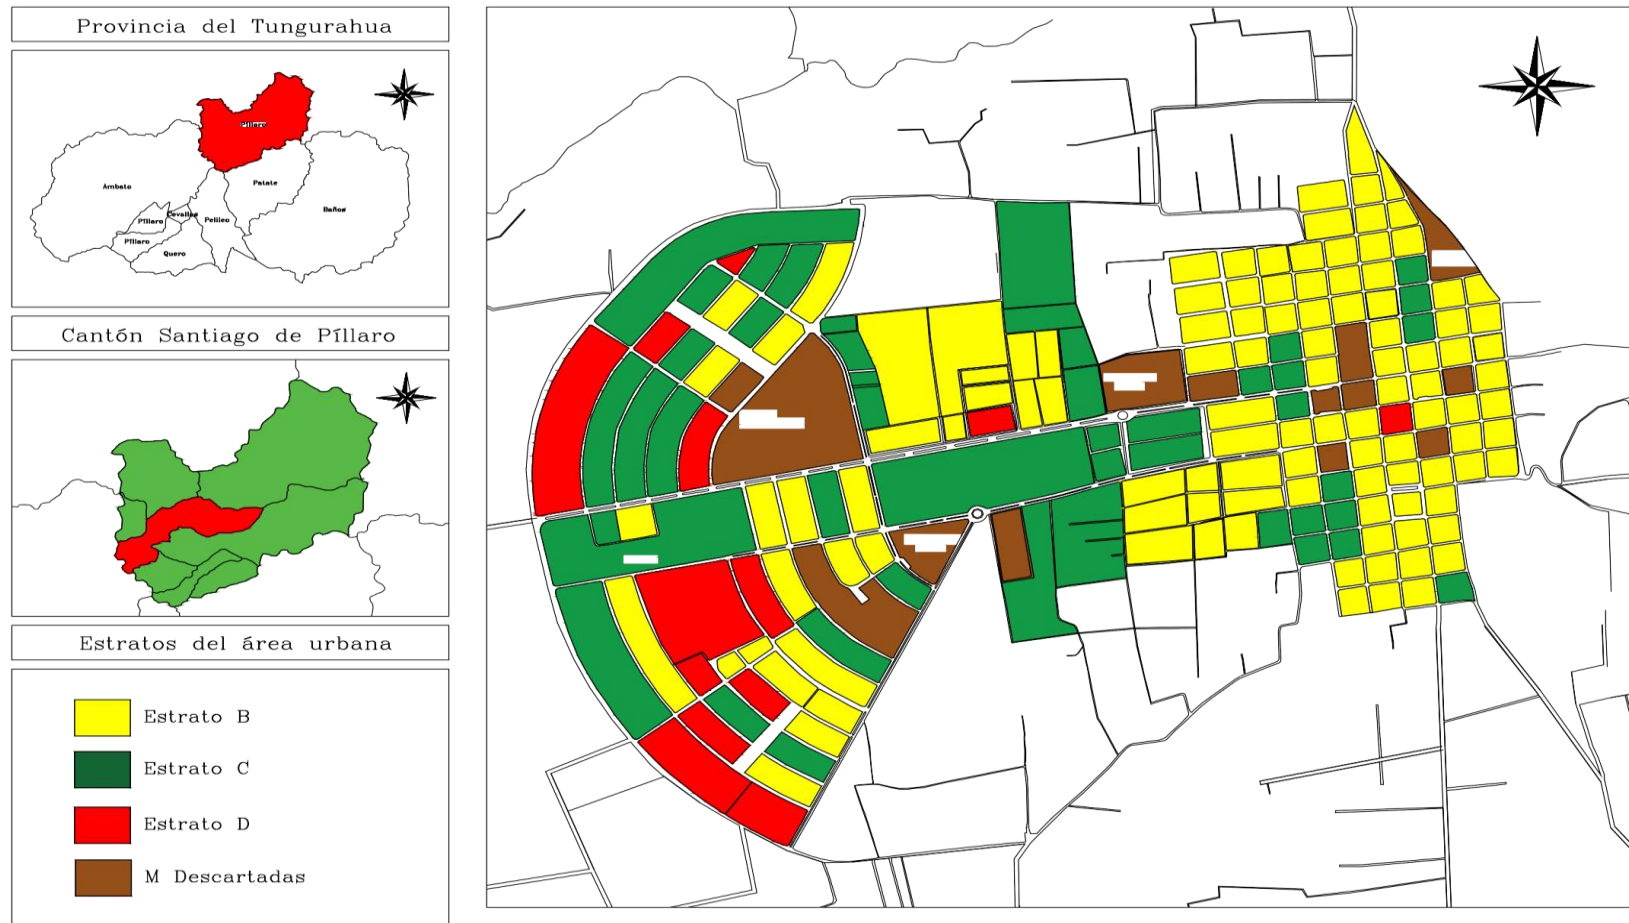 Provincia del Tungurahua
Píllaro
Ambato
Patate
Baños
Cevallos
Píllaro
Pelileo
Píllaro
Quero
Cantón Santiago de Píllaro
Estratos del área urbana
Estrato B
Estrato C
Estrato D
M Descartadas